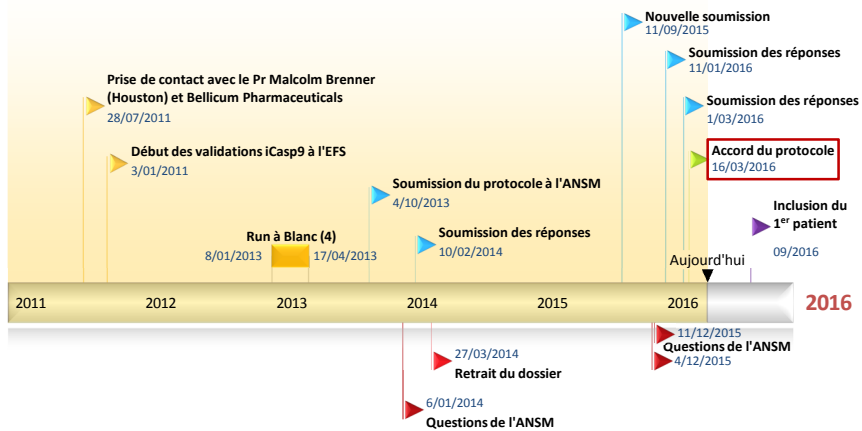 Nouvelle soumission
11/09/2015
Soumission des réponses
11/01/2016
Prise de contact avec le Pr Malcolm Brenner
(Houston) et Bellicum Pharmaceuticals
28/07/2011
Soumission des réponses
1/03/2016
Début des validations iCasp9 à l'EFS
3/01/2011
Accord du protocole
16/03/2016
Soumission du protocole à l'ANSM
4/10/2013
Inclusion du
1er patient
09/2016
Run à Blanc (4)
8/01/2013 17/04/2013
Soumission des réponses
10/02/2014
Aujourd'hui
2011 2012 2013 2014 2015 2016 2016
11/12/2015
Questions de l'ANSM
4/12/2015
27/03/2014
Retrait du dossier
6/01/2014
Questions de l'ANSM